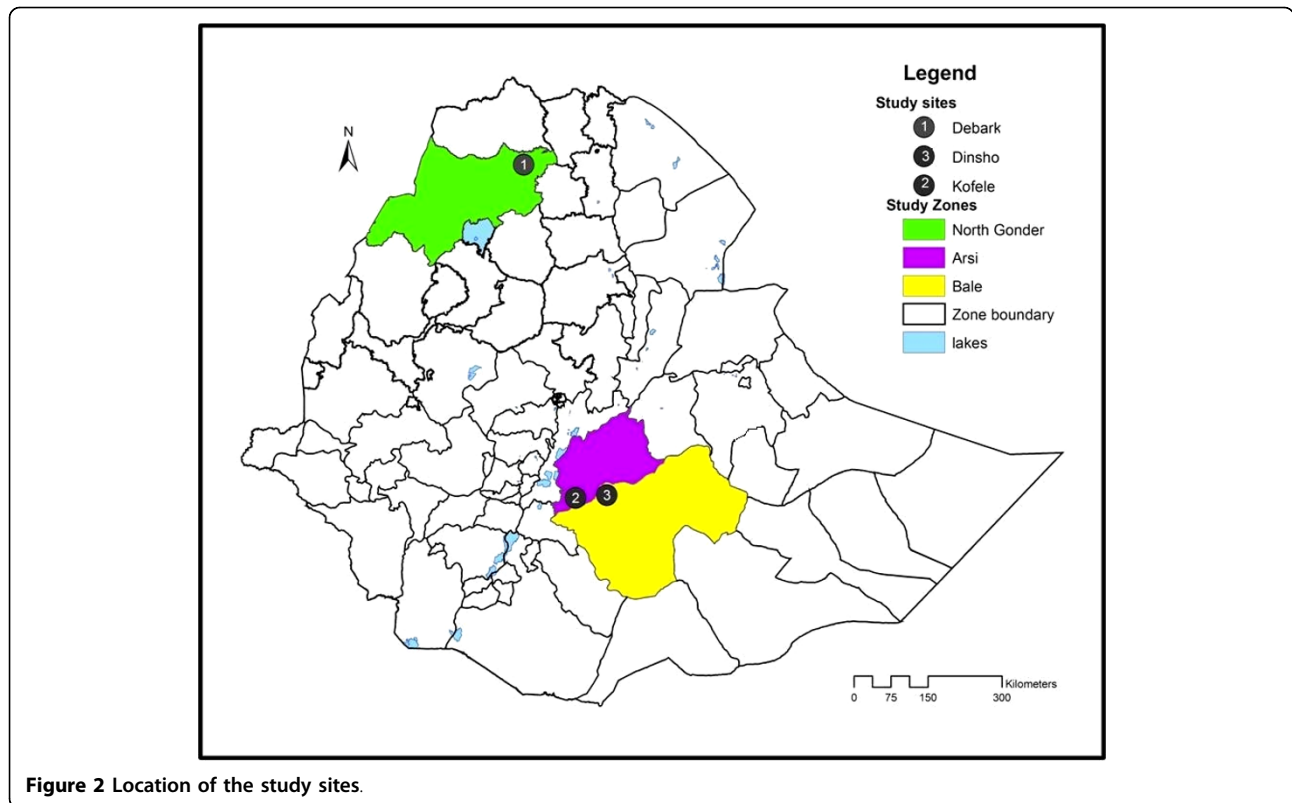 Legend
Study sites
1 Debark
3 Dinsho
2 Kofele
Study Zones
North Gonder
Arsi
Bale
Zone boundary
lakes
N
1
2
3
Kilometers
0 75 150 300
Figure 2 Location of the study sites.